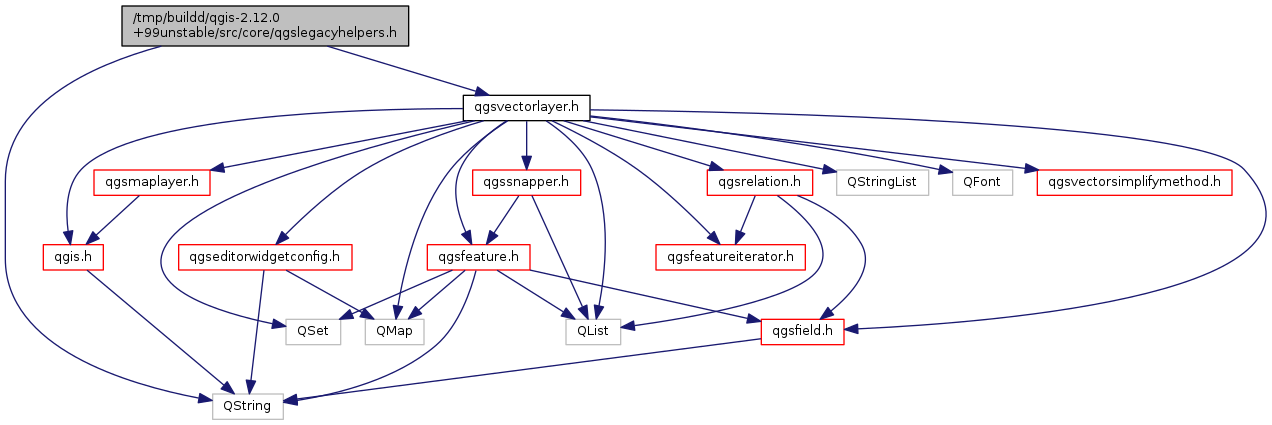 /tmp/buildd/qgis-2.12.0
+99unstable/src/core/qgslegacyhelpers.h
qgsvectorlayer.h
qgsmaplayer.h
qgssnapper.h
qgsrelation.h
QStringList
QFont
qgsvectorsimplifymethod.h
qgis.h
qgseditorwidgetconfig.h
qgsfeature.h
qgsfeatureiterator.h
QSet
QMap
QList
qgsfield.h
QString